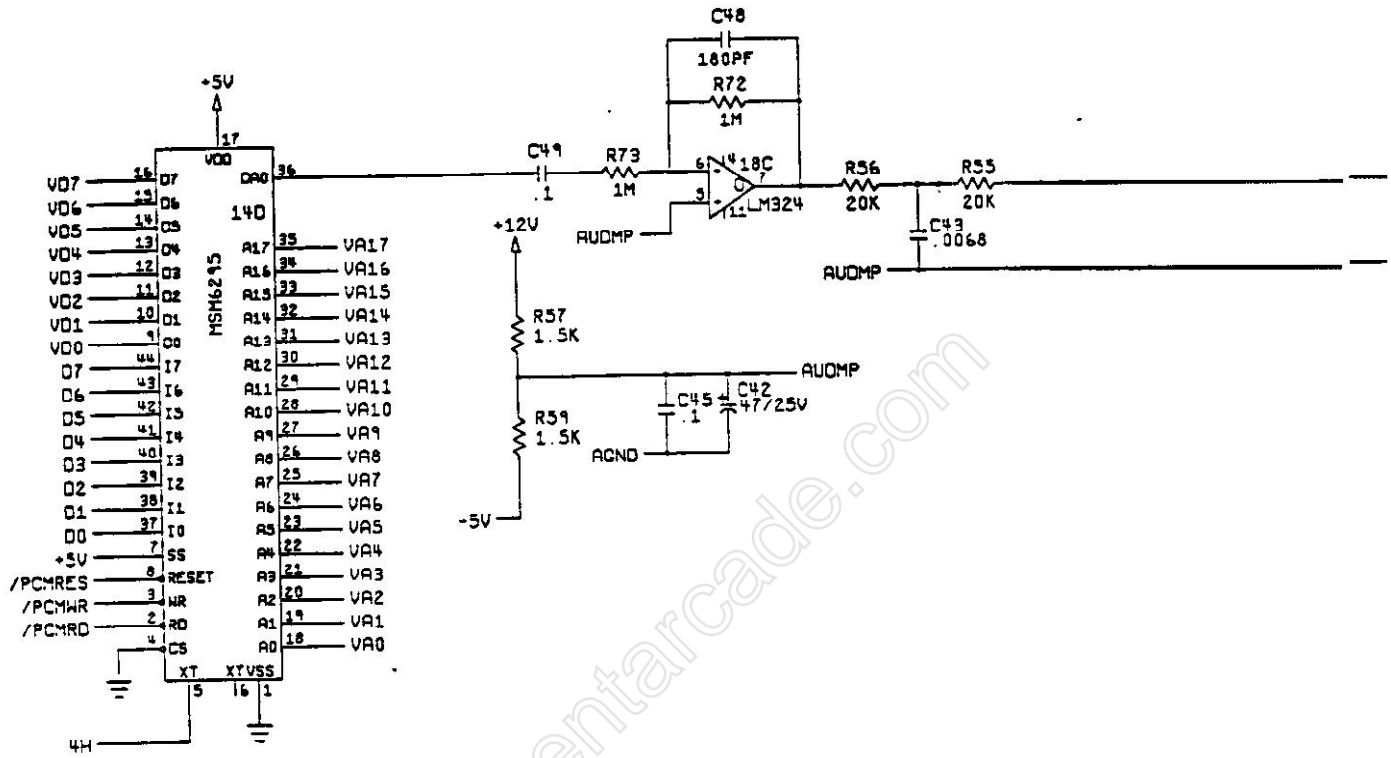 C48
180PF
R72
1M
+5V
17
VDD
C49
.1
R73
1M
6
5
4
18C
7
11
LM324
R56
20K
R55
20K
C43
.0068
AUDMP
AUDMP
VD7 16 D7
VD6 15 D6
VD5 14 D5
VD4 13 D4
VD3 12 D3
VD2 11 D2
VD1 10 D1
VD0 9 D0
D7 44 I7
D6 43 I6
D5 42 I5
D4 41 I4
D3 40 I3
D2 39 I2
D1 38 I1
D0 37 I0
+5V 7 SS
/PCMRES 8 RESET
/PCMWR 3 WR
/PCMRD 2 RD
4 CS
MSM6295
DA0 36
14D
A17 35 VA17
A16 34 VA16
A15 33 VA15
A14 32 VA14
A13 31 VA13
A12 30 VA12
A11 29 VA11
A10 28 VA10
A9 27 VA9
A8 26 VA8
A7 25 VA7
A6 24 VA6
A5 23 VA5
A4 22 VA4
A3 21 VA3
A2 20 VA2
A1 19 VA1
A0 18 VA0
XT XT VSS
5 6 1
4H
+12V
R57
1.5K
AUDMP
R59
1.5K
C45
.1
C42
47/25V
AGND
-5V
entarcade.com